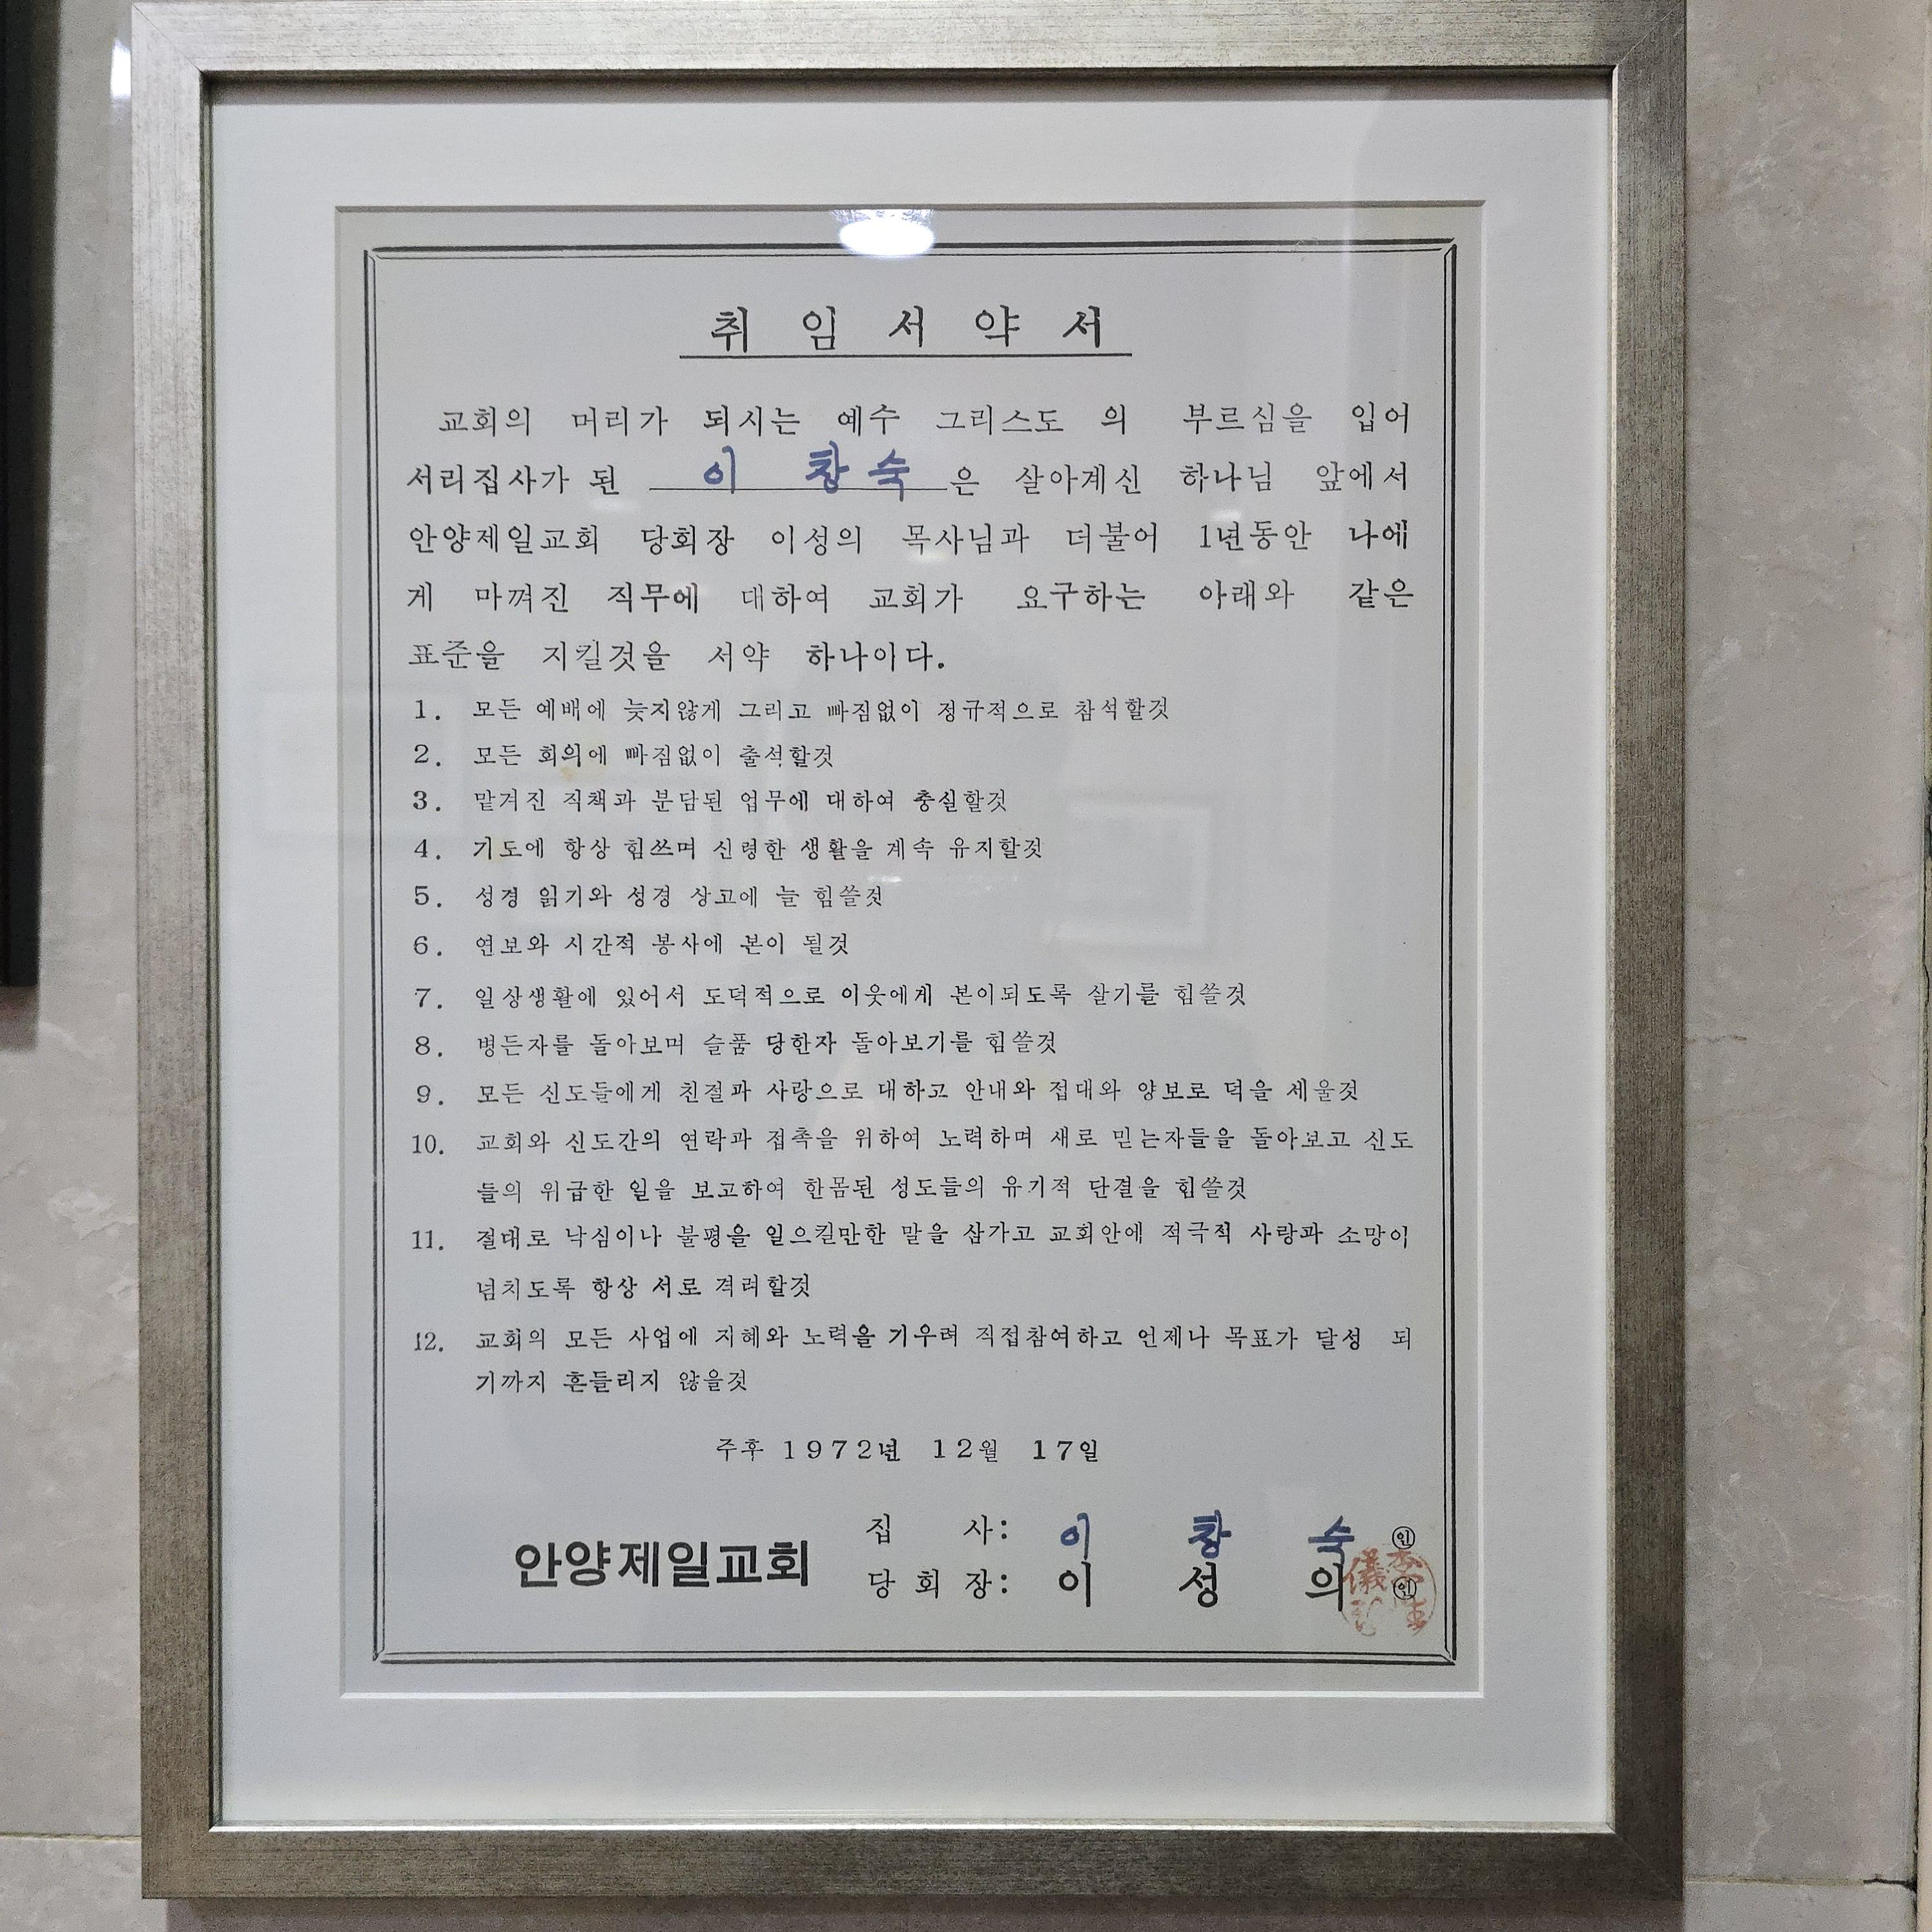 취 임 서 약 서
교회의 머리가 되시는 예수 그리스도 의 부르심을 입어
서리집사가 된 이 창숙 은 살아계신 하나님 앞에서
안양제일교회 당회장 이성의 목사님과 더불어 1년동안 나에
게 마껴진 직무에 대하여 교회가 요구하는 아래와 같은
표준을 지킬것을 서약 하나이다.
1. 모든 예배에 늦지않게 그리고 빠짐없이 정규적으로 참석할것
2. 모든 회의에 빠짐없이 출석할것
3. 맡겨진 직책과 분담된 업무에 대하여 충실할것
4. 기도에 항상 힘쓰며 신령한 생활을 계속 유지할것
5. 성경 읽기와 성경 상고에 늘 힘쓸것
6. 연보와 시간적 봉사에 본이 될것
7. 일상생활에 있어서 도덕적으로 이웃에게 본이되도록 살기를 힘쓸것
8. 병든자를 돌아보며 슬픔 당한자 돌아보기를 힘쓸것
9. 모든 신도들에게 친절과 사랑으로 대하고 안내와 접대와 양보로 덕을 세울것
10. 교회와 신도간의 연락과 접촉을 위하여 노력하며 새로 믿는자들을 돌아보고 신도
들의 위급한 일을 보고하여 한몸된 성도들의 유기적 단결을 힘쓸것
11. 절대로 낙심이나 불평을 일으킬만한 말을 삼가고 교회안에 적극적 사랑과 소망이
넘치도록 항상 서로 격려할것
12. 교회의 모든 사업에 지혜와 노력을 기우려 직접참여하고 언제나 목표가 달성 되
기까지 흔들리지 않을것
주후 1972년 12월 17일
집 사: 이 창 숙 ㊞
안양제일교회
당 회 장: 이 성 의 ㊞